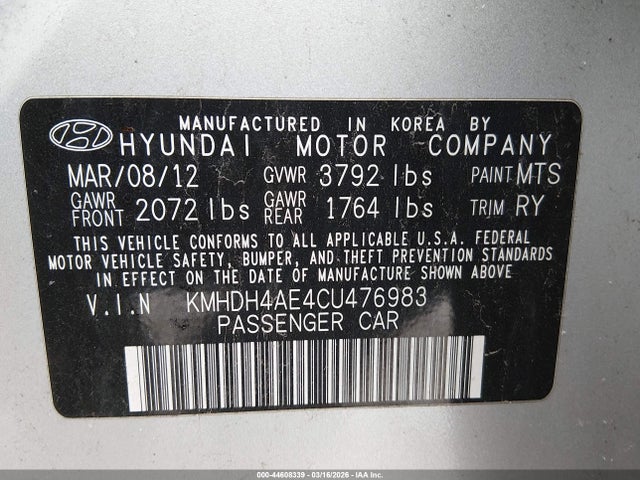 MANUFACTURED IN KOREA BY
HYUNDAI MOTOR COMPANY
MAR/08/12 GVWR 3792 lbs PAINT MTS
GAWR FRONT 2072 lbs GAWR REAR 1764 lbs TRIM RY
THIS VEHICLE CONFORMS TO ALL APPLICABLE U.S.A. FEDERAL
MOTOR VEHICLE SAFETY, BUMPER, AND THEFT PREVENTION STANDARDS
IN EFFECT ON THE DATE OF MANUFACTURE SHOWN ABOVE
V.I.N KMHDH4AE4CU476983
PASSENGER CAR
000-44608339 - 03/16/2026 - IAA Inc.